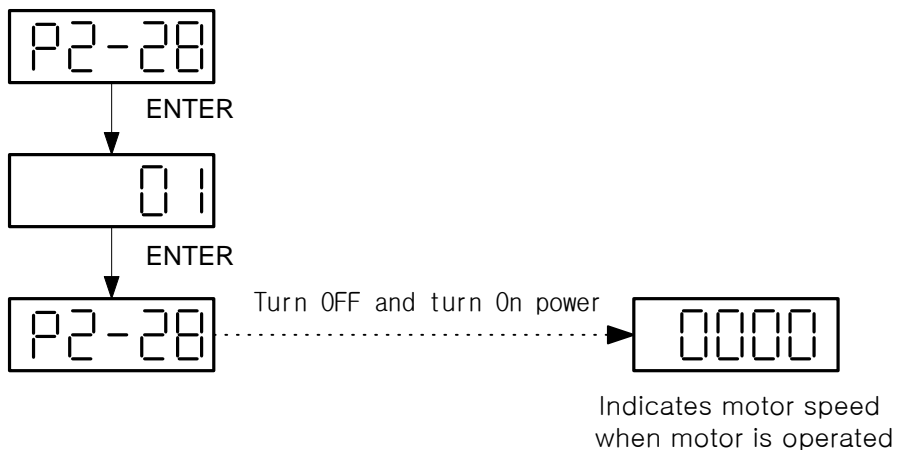 P2-28
ENTER
01
ENTER
P2-28
Turn OFF and turn On power
0000
Indicates motor speed
when motor is operated